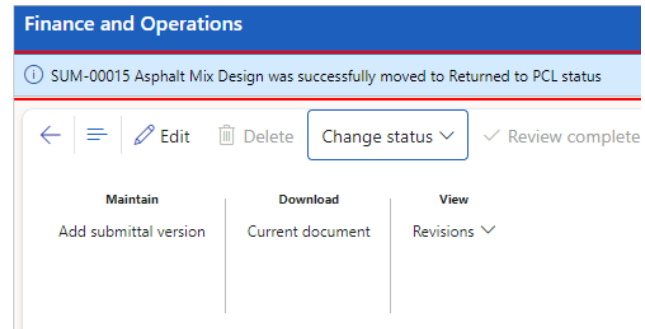 Finance and Operations
SUM-00015 Asphalt Mix Design was successfully moved to Returned to PCL status
Edit Delete Change status Review complete
Maintain Download View
Add submittal version Current document Revisions